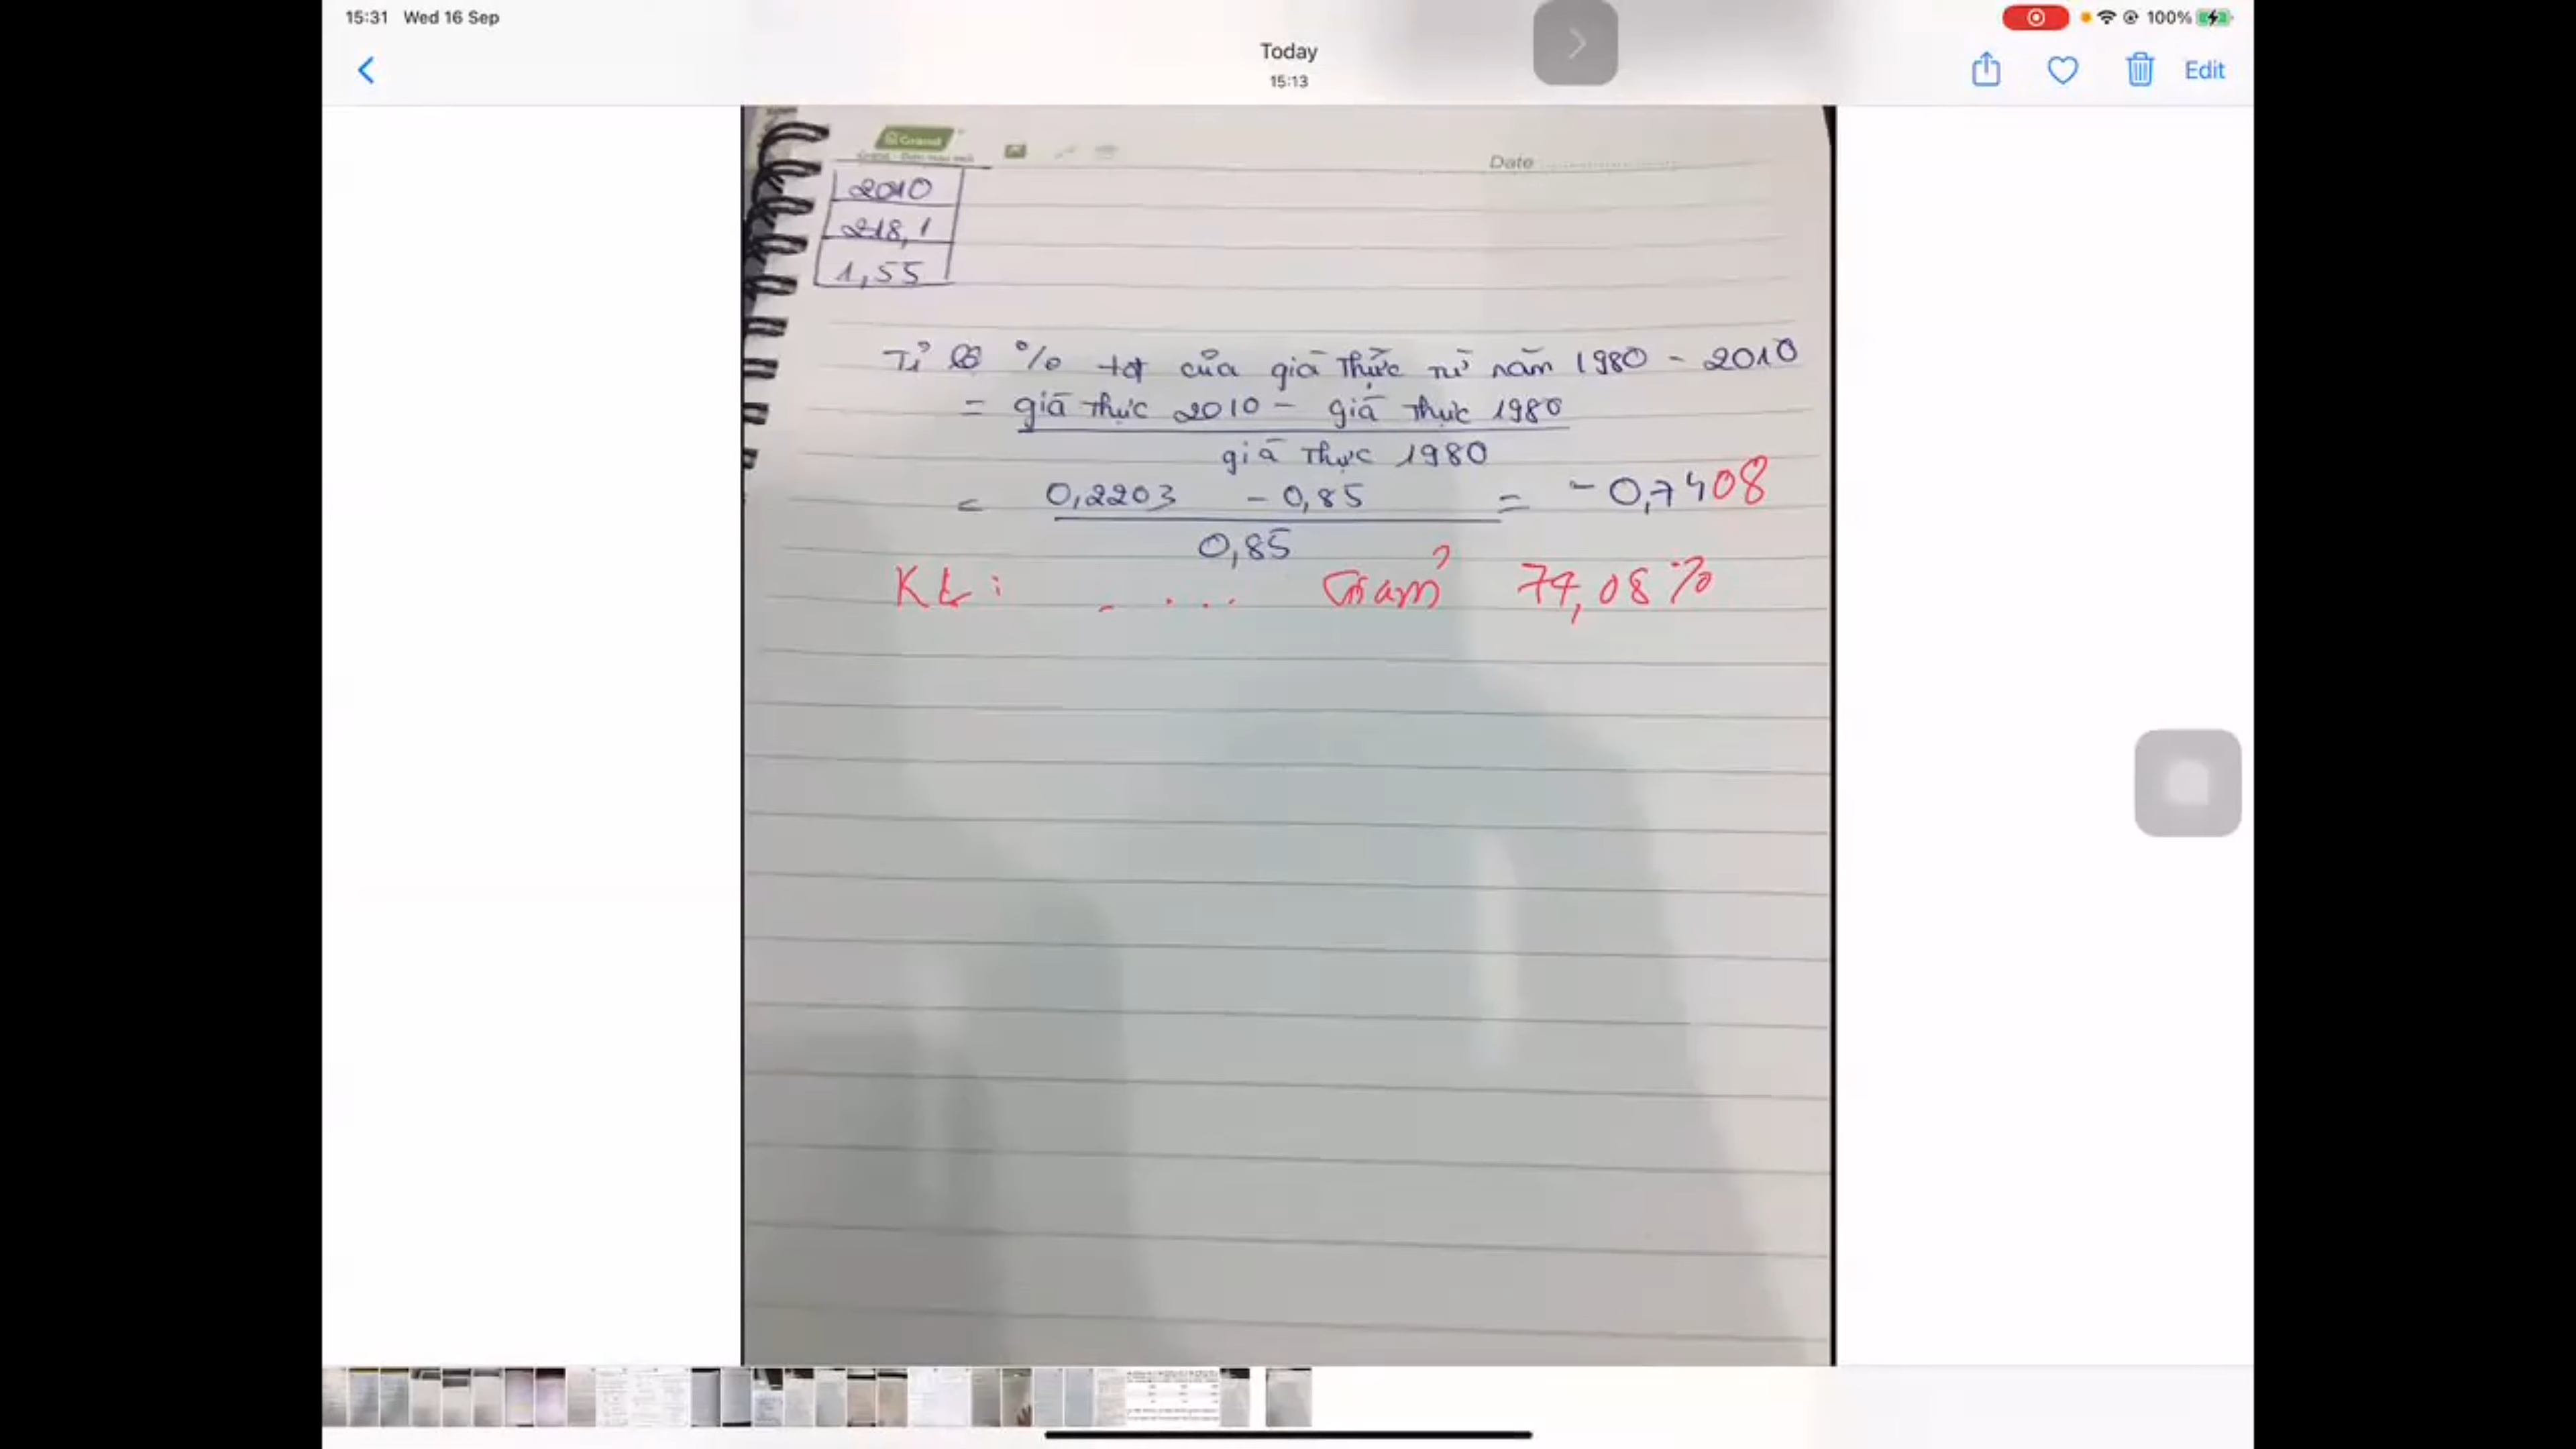 15:31 Wed 16 Sep
100%
Today
15:13
Edit
Grand
Date
2010
218,1
1,55
Tỉ lệ % tđ của giá thực từ năm 1980 - 2010
= giá thực 2010 - giá thực 1980
giá thực 1980
= 0,2203 - 0,85 = -0,7408
0,85
KL: .... Giảm 74,08%